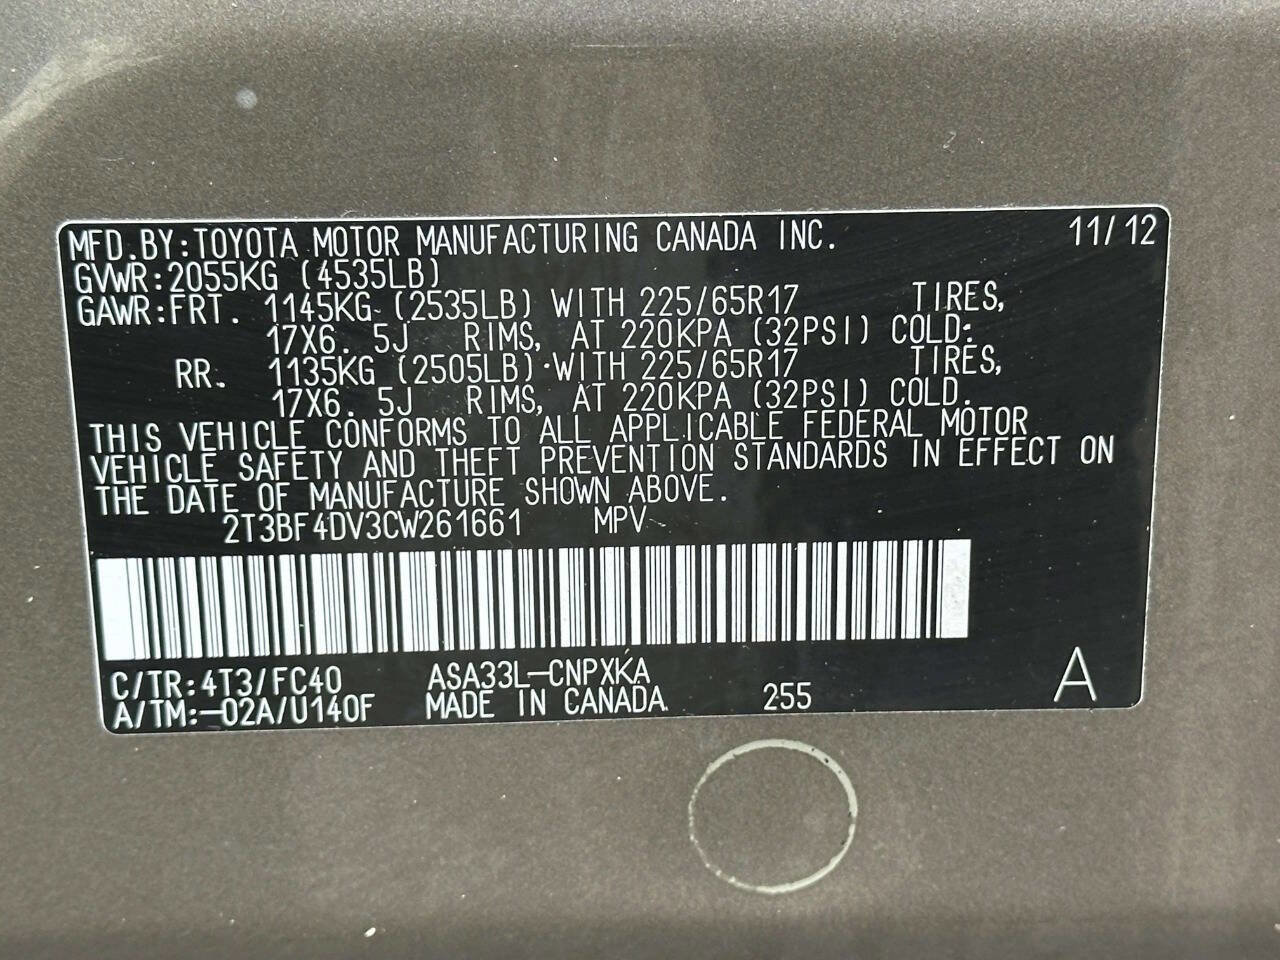 MFD.BY:TOYOTA MOTOR MANUFACTURING CANADA INC. 11/12
GVWR:2055KG (4535LB)
GAWR:FRT. 1145KG (2535LB) WITH 225/65R17 TIRES,
17X6. 5J RIMS, AT 220KPA (32PSI) COLD:
RR. 1135KG (2505LB) WITH 225/65R17 TIRES,
17X6. 5J RIMS, AT 220KPA (32PSI) COLD.
THIS VEHICLE CONFORMS TO ALL APPLICABLE FEDERAL MOTOR
VEHICLE SAFETY AND THEFT PREVENTION STANDARDS IN EFFECT ON
THE DATE OF MANUFACTURE SHOWN ABOVE.
2T3BF4DV3CW261661 MPV
C/TR:4T3/FC40 ASA33L-CNPXKA
A/TM:-02A/U140F MADE IN CANADA 255 A